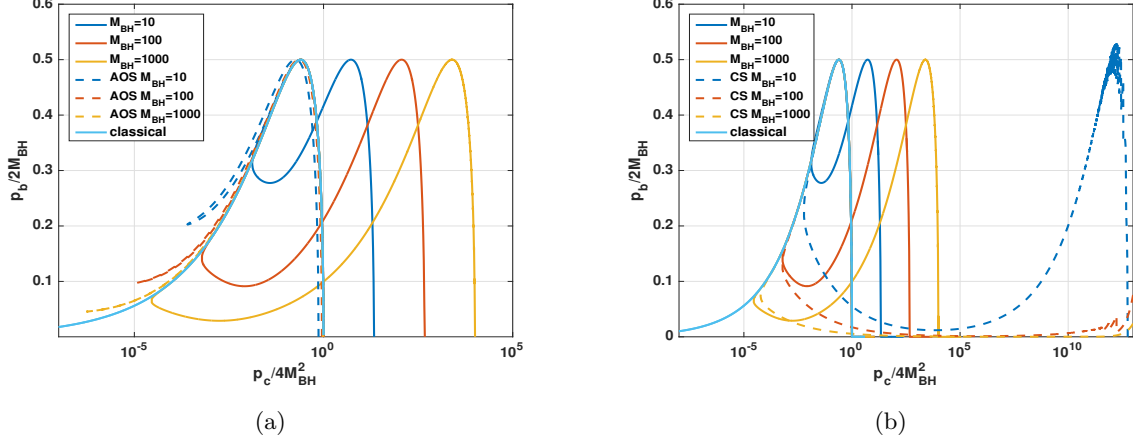 0.6
0.5
0.4
0.3
0.2
0.1
p_b/2M_BH
M_BH=10
M_BH=100
M_BH=1000
AOS M_BH=10
AOS M_BH=100
AOS M_BH=1000
classical
10^-5
10^0
10^5
p_c/4M_BH^2
(a)
0.6
0.5
0.4
0.3
0.2
0.1
0
p_b/2M_BH
M_BH=10
M_BH=100
M_BH=1000
CS M_BH=10
CS M_BH=100
CS M_BH=1000
classical
10^-5
10^0
10^5
10^10
p_c/4M_BH^2
(b)